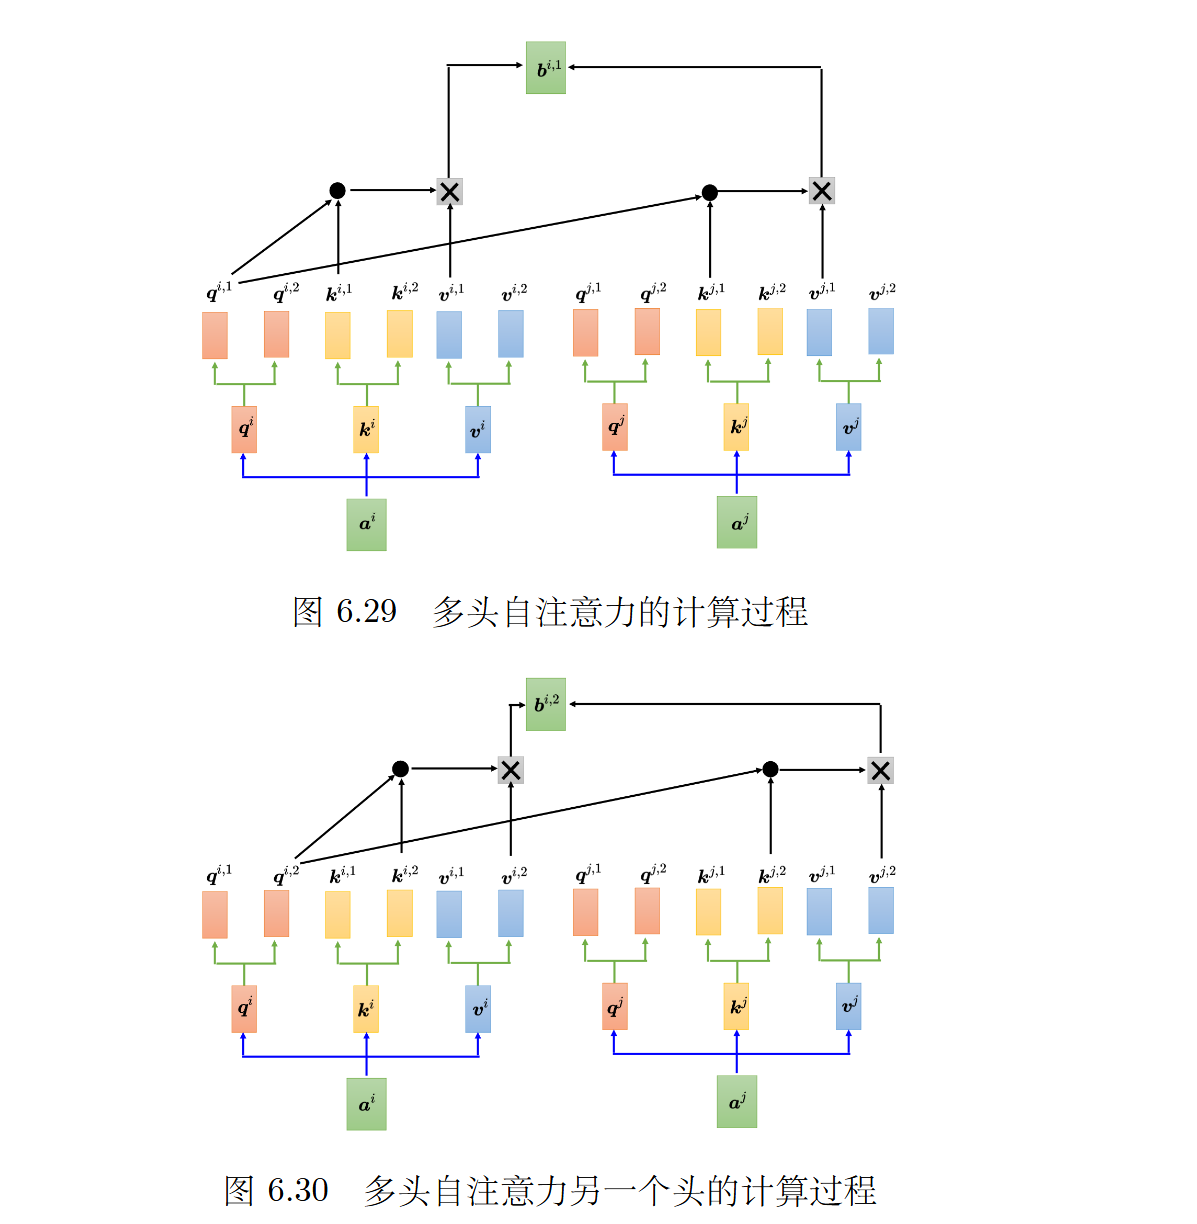 b^{i,1}
q^{i,1} q^{i,2} k^{i,1} k^{i,2} v^{i,1} v^{i,2} q^{j,1} q^{j,2} k^{j,1} k^{j,2} v^{j,1} v^{j,2}
q^i k^i v^i q^j k^j v^j
a^i a^j
图 6.29 多头自注意力的计算过程
b^{i,2}
q^{i,1} q^{i,2} k^{i,1} k^{i,2} v^{i,1} v^{i,2} q^{j,1} q^{j,2} k^{j,1} k^{j,2} v^{j,1} v^{j,2}
q^i k^i v^i q^j k^j v^j
a^i a^j
图 6.30 多头自注意力另一个头的计算过程